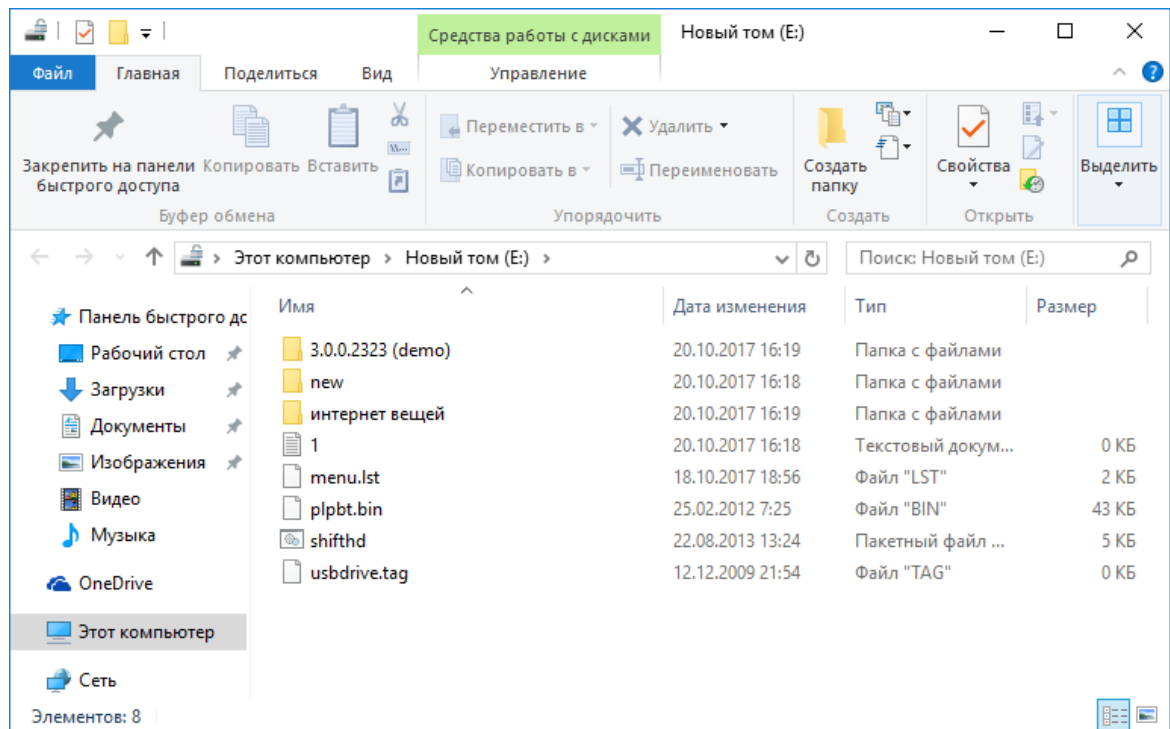 Средства работы с дисками Новый том (E:)
Файл Главная Поделиться Вид Управление
Закрепить на панели быстрого доступа
Копировать
Вставить
Буфер обмена
Переместить в
Копировать в
Удалить
Переименовать
Упорядочить
Создать папку
Создать
Свойства
Открыть
Выделить
Этот компьютер > Новый том (E:) >
Поиск: Новый том (E:)
Панель быстрого дс
Рабочий стол
Загрузки
Документы
Изображения
Видео
Музыка
OneDrive
Этот компьютер
Сеть
Имя Дата изменения Тип Размер
3.0.0.2323 (demo) 20.10.2017 16:19 Папка с файлами
new 20.10.2017 16:18 Папка с файлами
интернет вещей 20.10.2017 16:19 Папка с файлами
1 20.10.2017 16:18 Текстовый докум... 0 КБ
menu.lst 18.10.2017 18:56 Файл "LST" 2 КБ
plpbt.bin 25.02.2012 7:25 Файл "BIN" 43 КБ
shifthd 22.08.2013 13:24 Пакетный файл ... 5 КБ
usbdrive.tag 12.12.2009 21:54 Файл "TAG" 0 КБ
Элементов: 8